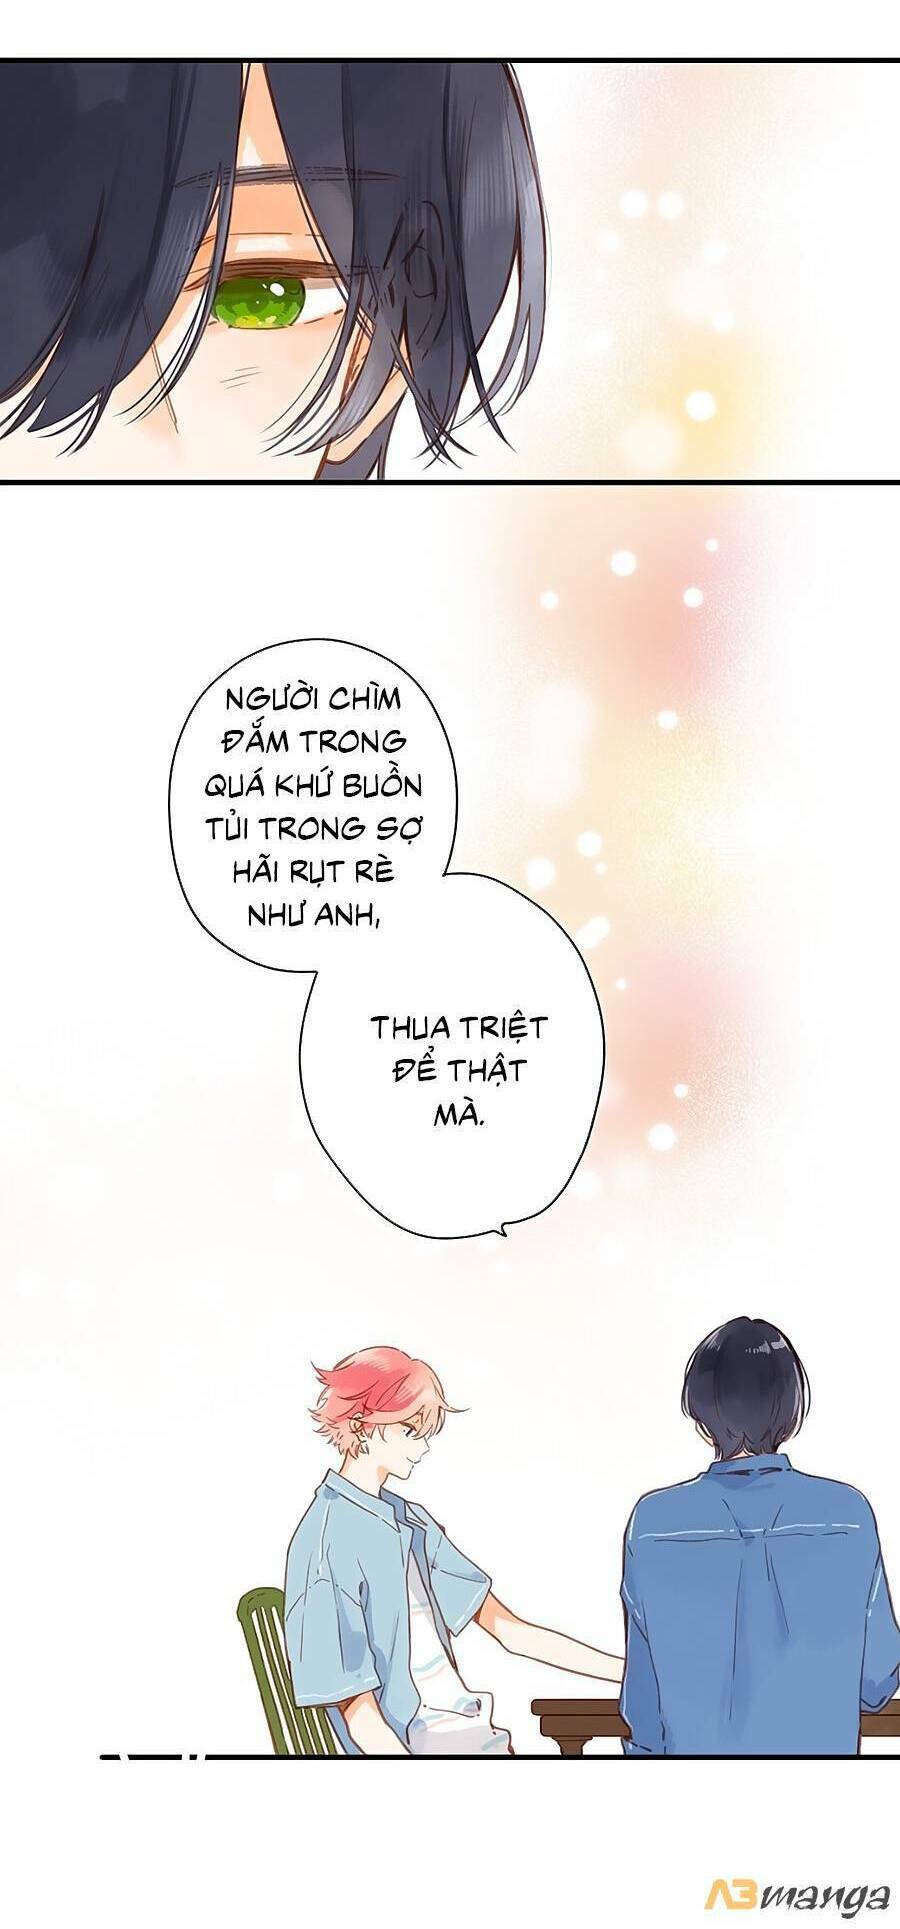 NGƯỜI CHÌM
ĐẮM TRONG
QUÁ KHỨ BUỒN
TỦI TRONG SỢ
HÃI RỤT RÈ
NHƯ ANH,
THUA TRIỆT
ĐỂ THẬT
MÀ.
A3manga